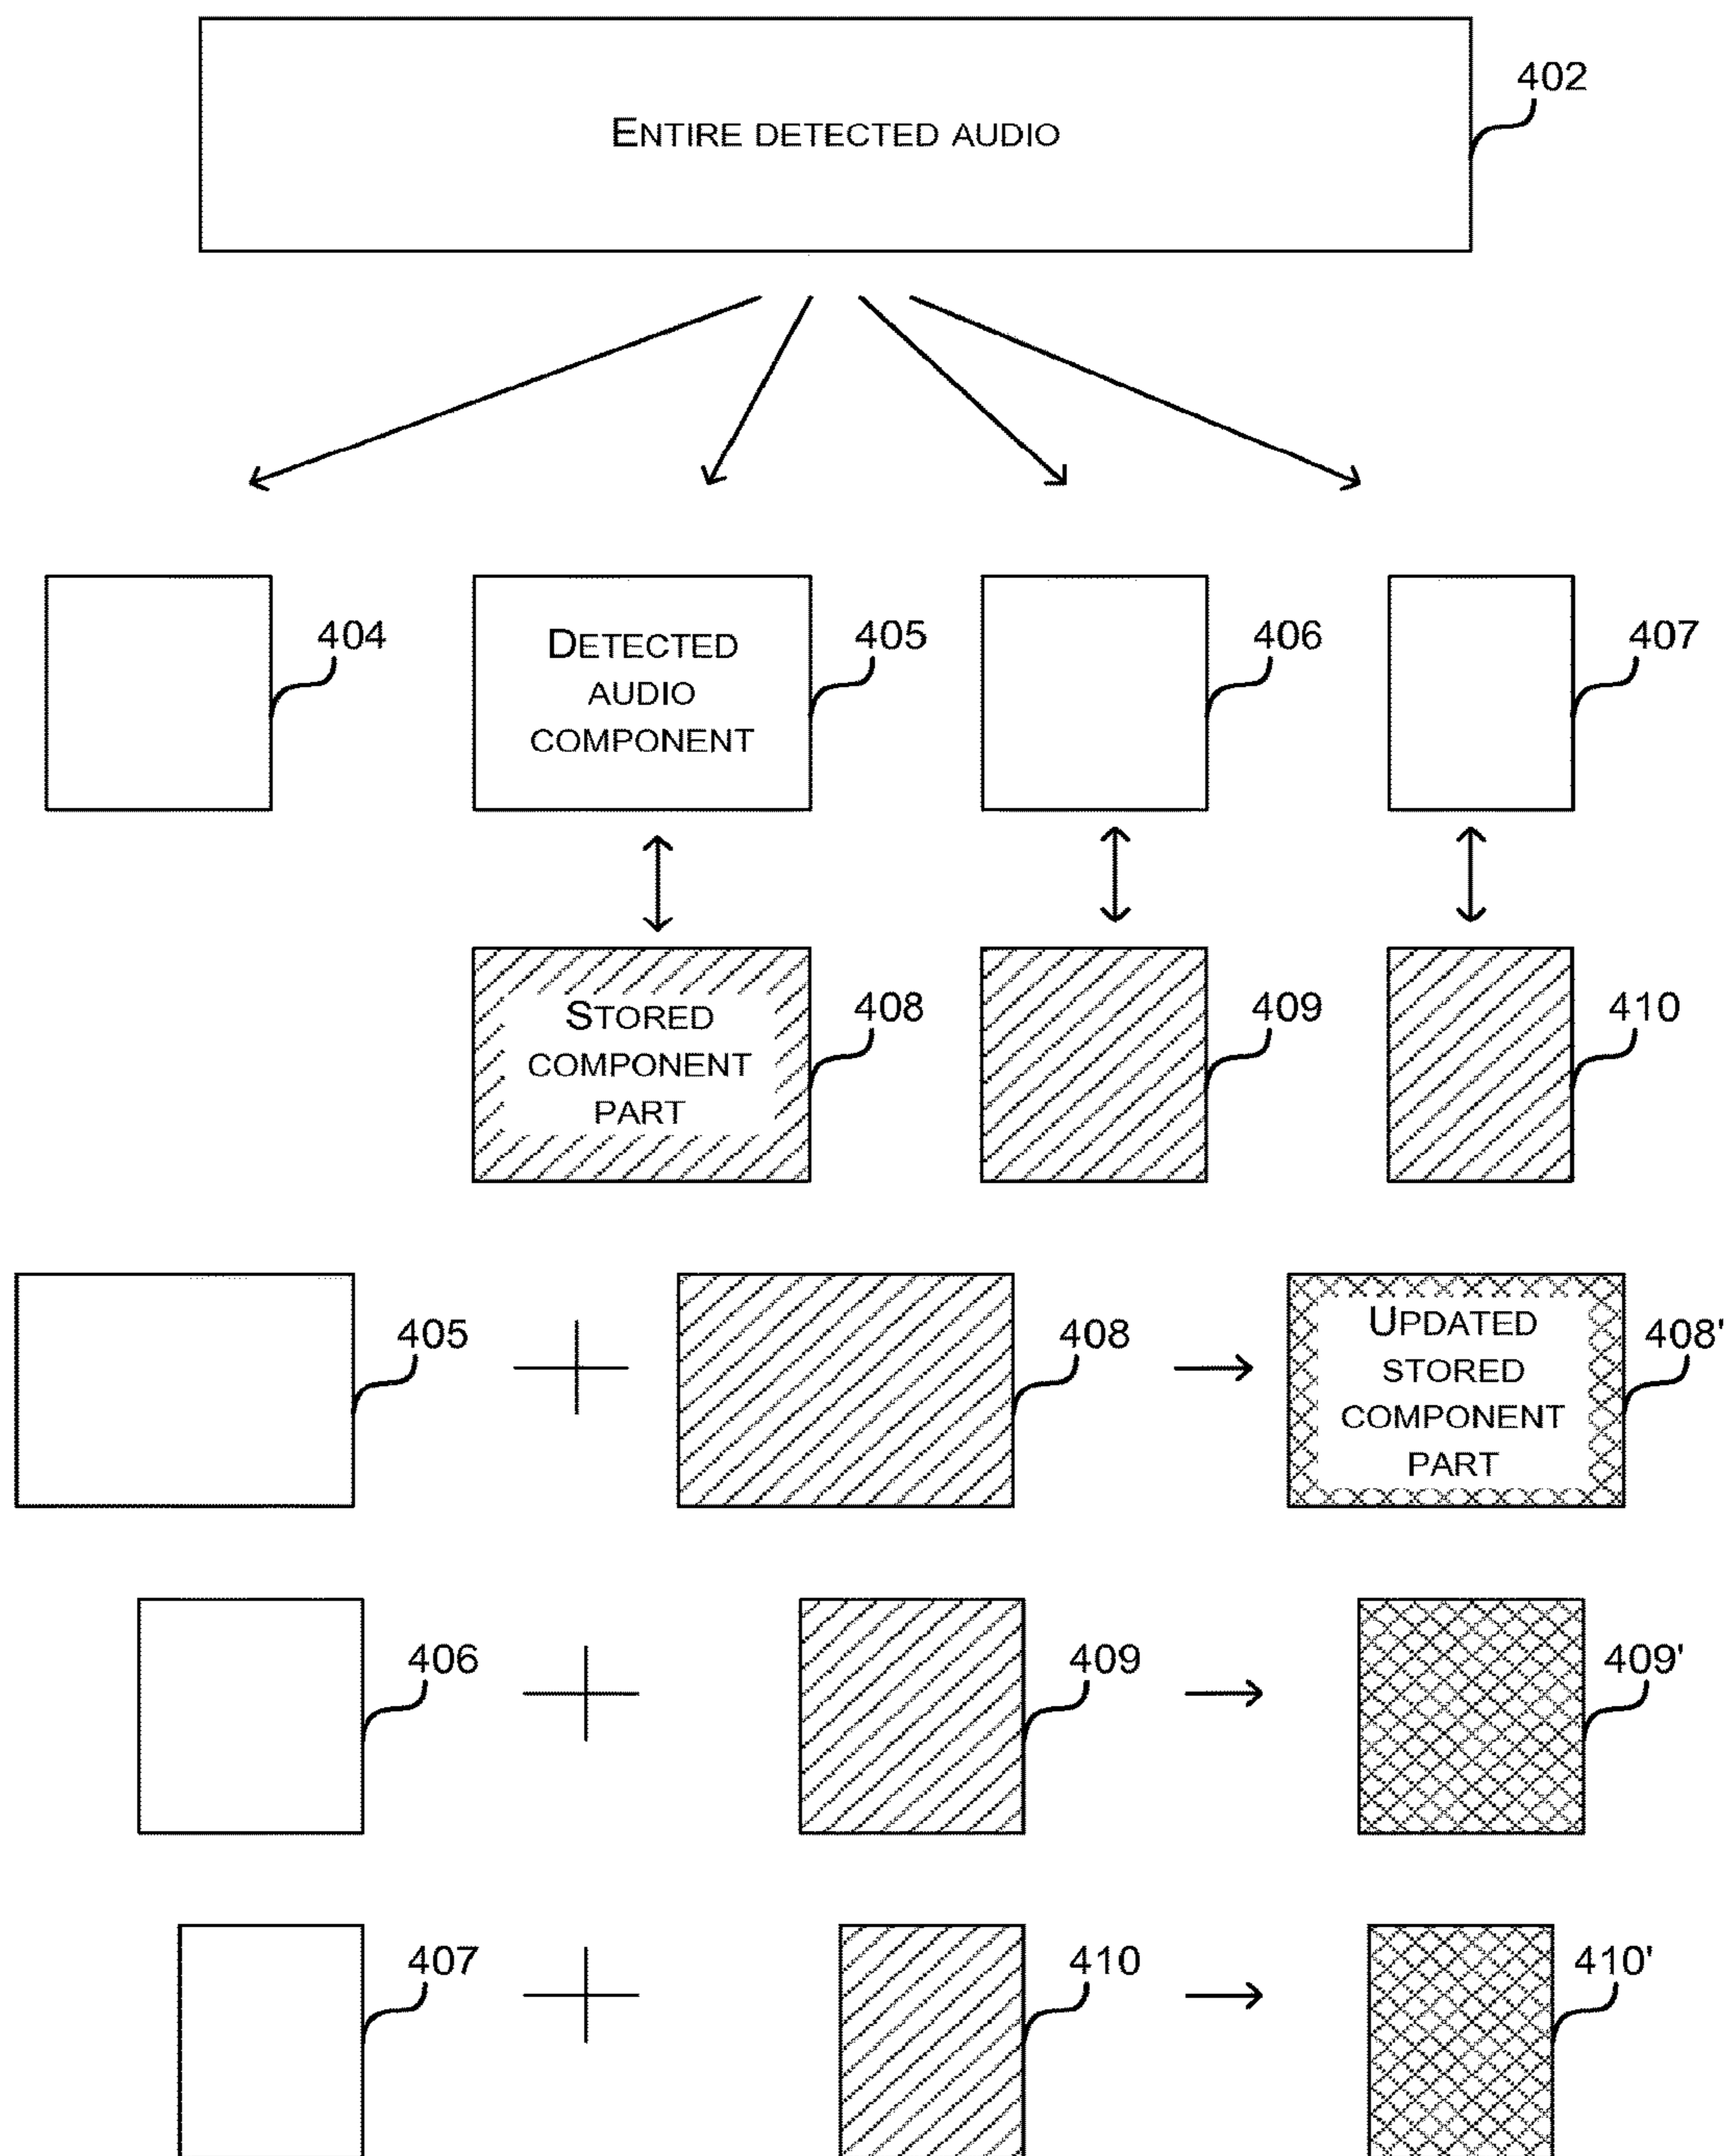 402
ENTIRE DETECTED AUDIO
404
DETECTED
AUDIO
COMPONENT
405
406
407
STORED
COMPONENT
PART
408
409
410
405
408
UPDATED
STORED
COMPONENT
PART
408'
406
409
409'
407
410
410'